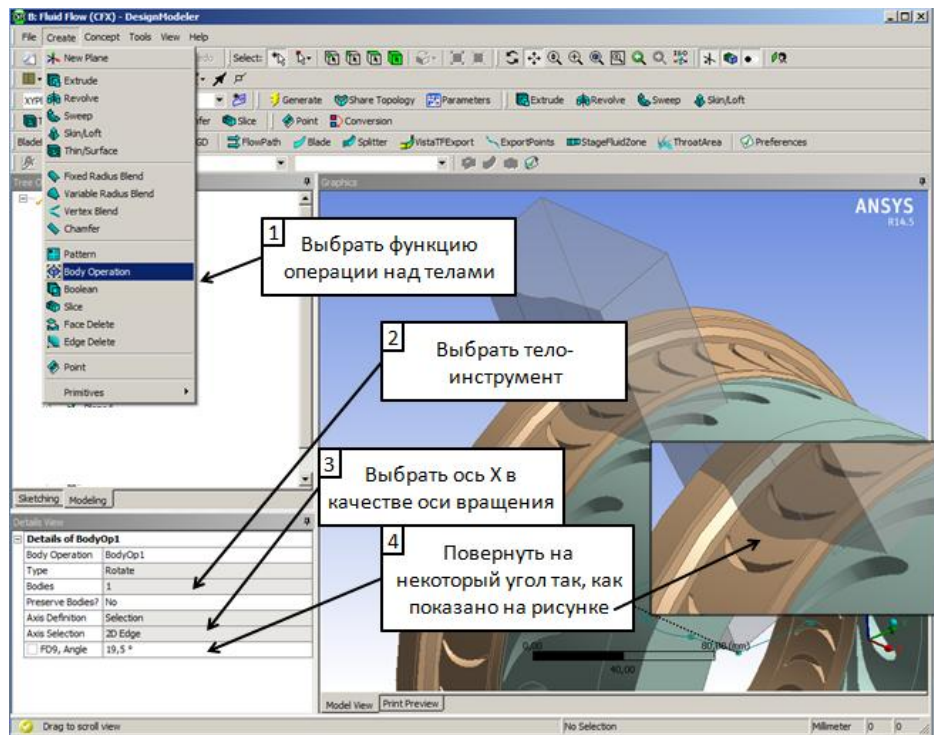 B: Fluid Flow (CFX) - DesignModeler
File Create Concept Tools View Help
New Plane
Select:
Extrude
Revolve
Sweep
Skin/Loft
Thin/Surface
Fixed Radius Blend
Variable Radius Blend
Vertex Blend
Chamfer
Pattern
Body Operation
Boolean
Slice
Face Delete
Edge Delete
Point
Primitives
Generate Share Topology Parameters Extrude Revolve Sweep Skin/Loft
Slice Point Conversion
FlowPath Blade Splitter VistaTFExport ExportPoints StageFluidZone ThroatArea Preferences
Graphics
ANSYS
R14.5
1
Выбрать функцию
операции над телами
2
Выбрать тело-
инструмент
3
Выбрать ось X в
качестве оси вращения
4
Повернуть на
некоторый угол так, как
показано на рисунке
Sketching Modeling
Details View
Details of BodyOp1
Body Operation BodyOp1
Type Rotate
Bodies 1
Preserve Bodies? No
Axis Definition Selection
Axis Selection 2D Edge
FD9, Angle 19,5 °
0,00 80,00 (mm)
40,00
Model View Print Preview
Drag to scroll view No Selection Millimeter 0 0